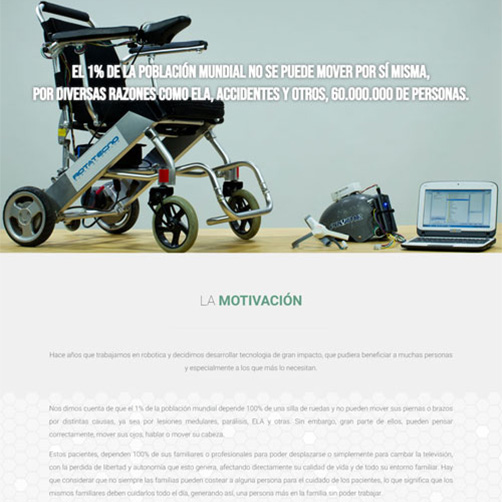 EL 1% DE LA POBLACIÓN MUNDIAL NO SE PUEDE MOVER POR SÍ MISMA,
POR DIVERSAS RAZONES COMO ELA, ACCIDENTES Y OTROS, 60.000.000 DE PERSONAS.
ROTATECNO
LA MOTIVACIÓN
Hace años que trabajamos en robotica y decidimos desarrollar tecnologia de gran impacto, que pudiera beneficiar a muchas personas
y especialmente a los que más lo necesitan.
Nos dimos cuenta de que el 1% de la población mundial depende 100% de una silla de ruedas y no pueden mover sus piernas o brazos
por distintas causas, ya sea por lesiones medulares, paralisis, ELA y otras. Sin embargo, gran parte de ellos, pueden pensar
correctamente, mover sus ojos, hablar o mover su cabeza.
Estos pacientes, dependen 100% de sus familiares o profesionales para poder desplazarse o simplemente para cambiar la televisión,
con la perdida de libertad y autonomía que esto genera, afectando directamente su calidad de vida y de todo su entorno familiar. Hay
que considerar que no siempre las familias pueden costear a alguna persona para el cuidado de los pacientes, lo que significa que los
mismos familiares deben cuidarlos todo el día, generando así, una persona más en la familia sin poder trabajar.